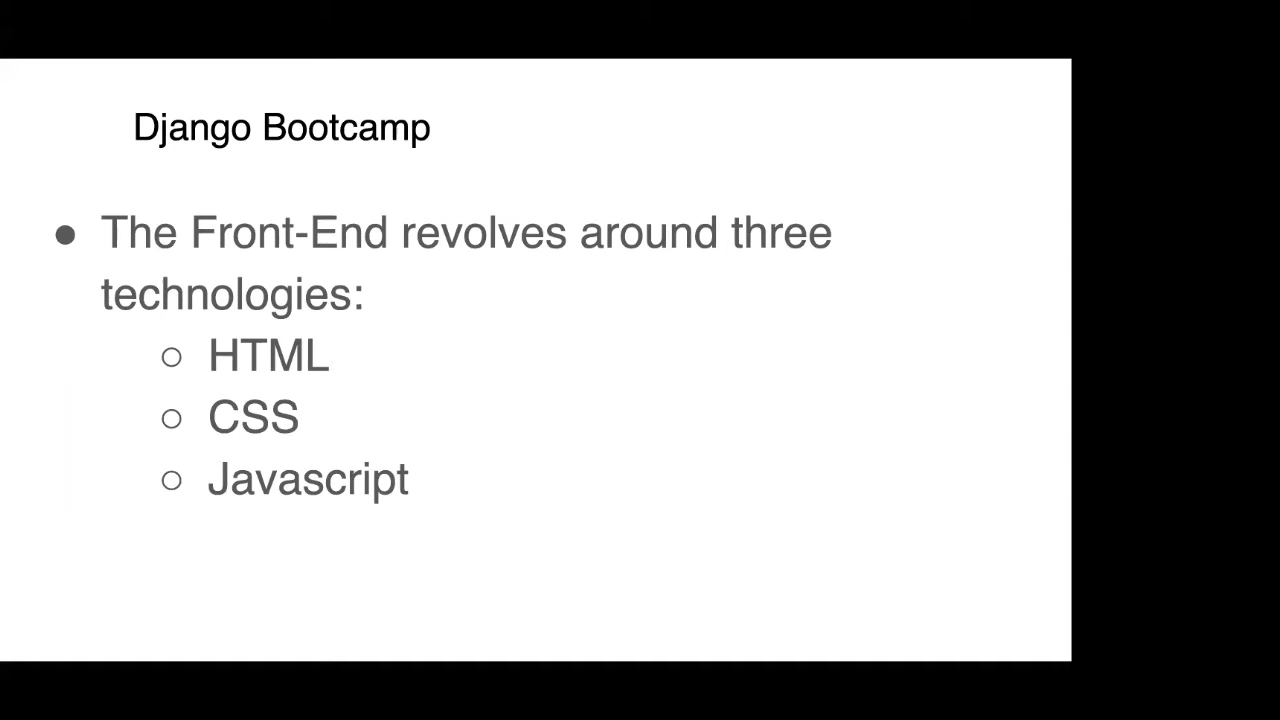 Django Bootcamp
● The Front-End revolves around three
technologies:
○ HTML
○ CSS
○ Javascript